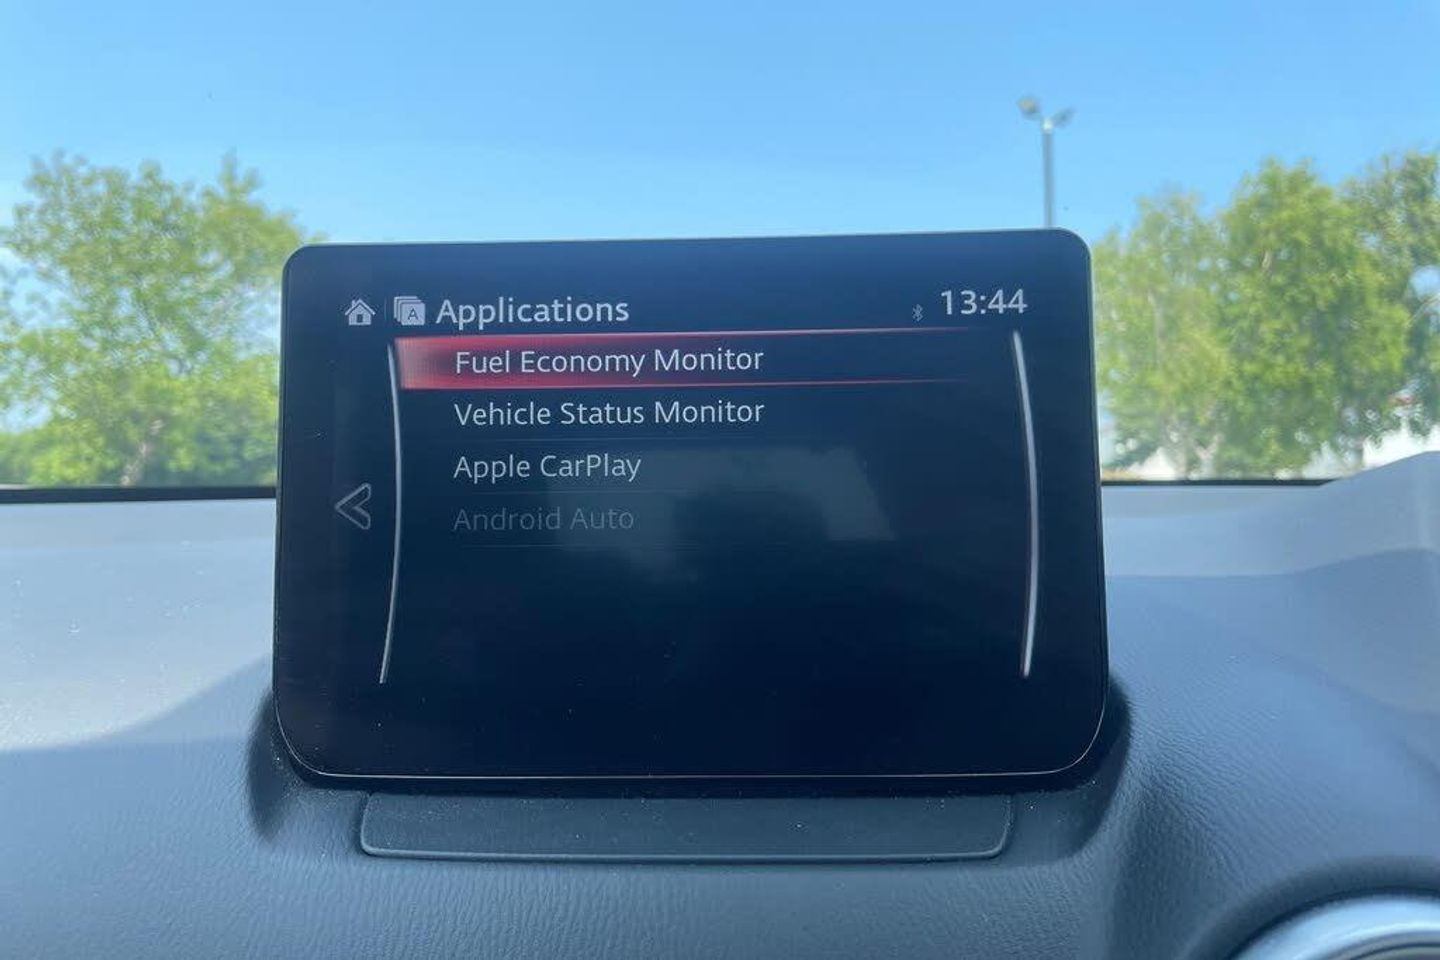 Applications
13:44
Fuel Economy Monitor
Vehicle Status Monitor
Apple CarPlay
Android Auto